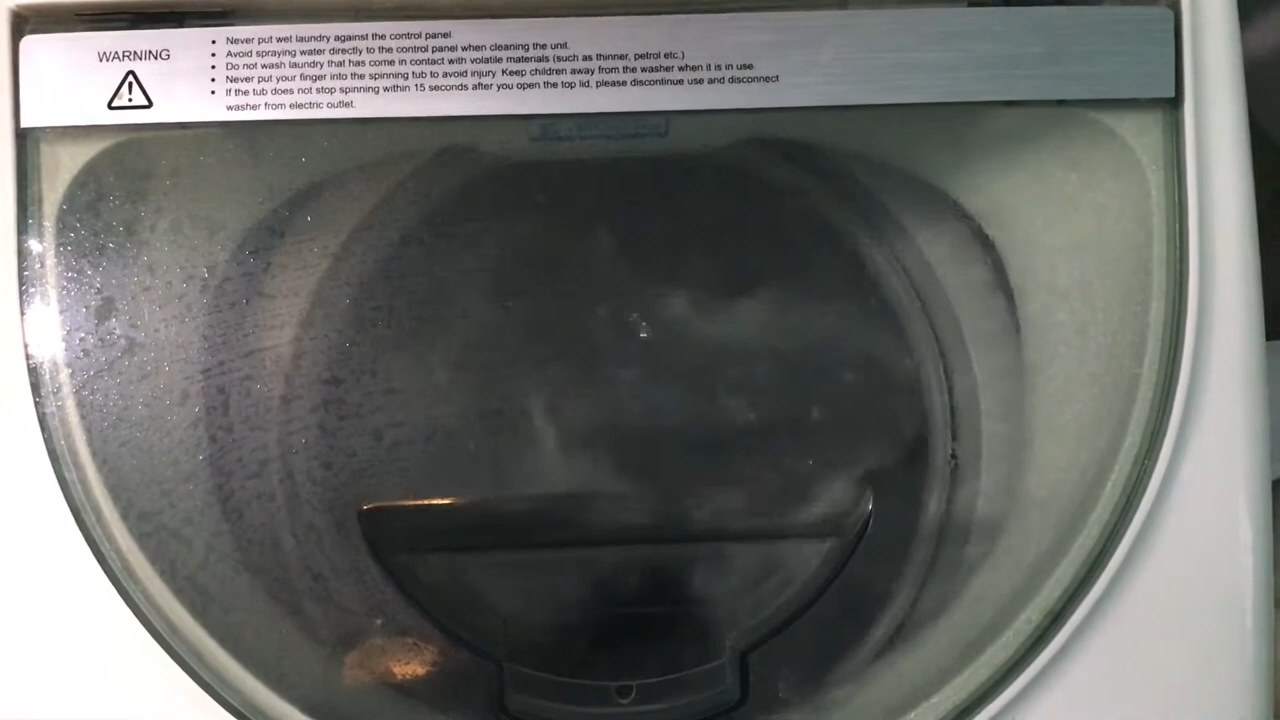 WARNING
• Never put wet laundry against the control panel.
• Avoid spraying water directly to the control panel when cleaning the unit.
• Do not wash laundry that has come in contact with volatile materials (such as thinner, petrol etc.)
• Never put your finger into the spinning tub to avoid injury. Keep children away from the washer when it is in use.
• If the tub does not stop spinning within 15 seconds after you open the top lid, please discontinue use and disconnect
washer from electric outlet.